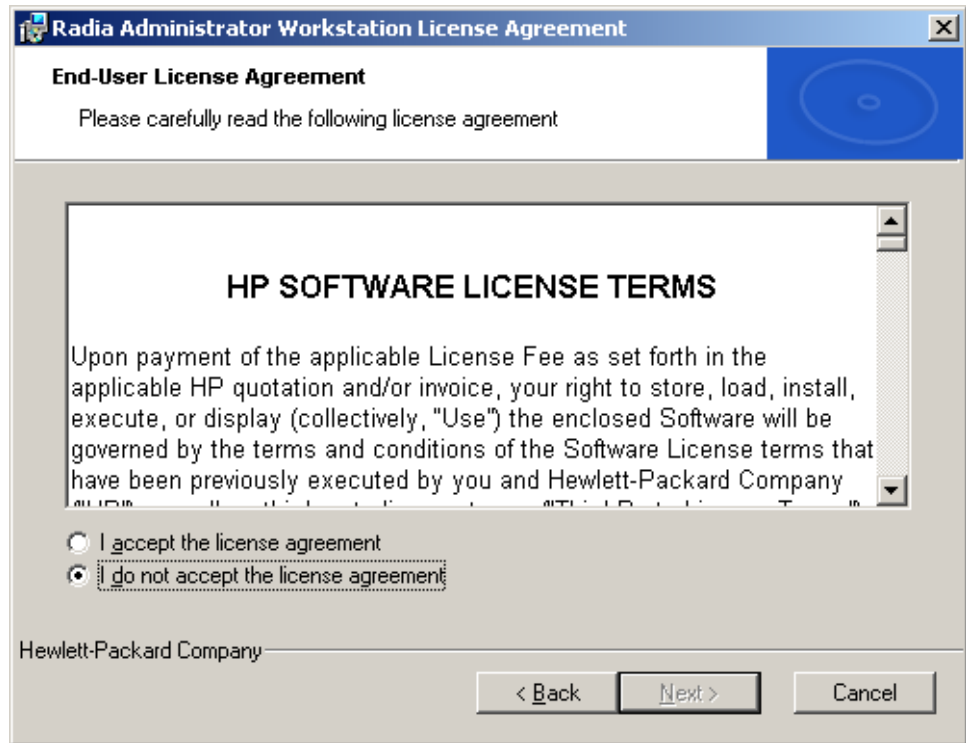 Radia Administrator Workstation License Agreement
End-User License Agreement
Please carefully read the following license agreement
HP SOFTWARE LICENSE TERMS
Upon payment of the applicable License Fee as set forth in the
applicable HP quotation and/or invoice, your right to store, load, install,
execute, or display (collectively, "Use") the enclosed Software will be
governed by the terms and conditions of the Software License terms that
have been previously executed by you and Hewlett-Packard Company
I accept the license agreement
I do not accept the license agreement
Hewlett-Packard Company
< Back
Next >
Cancel